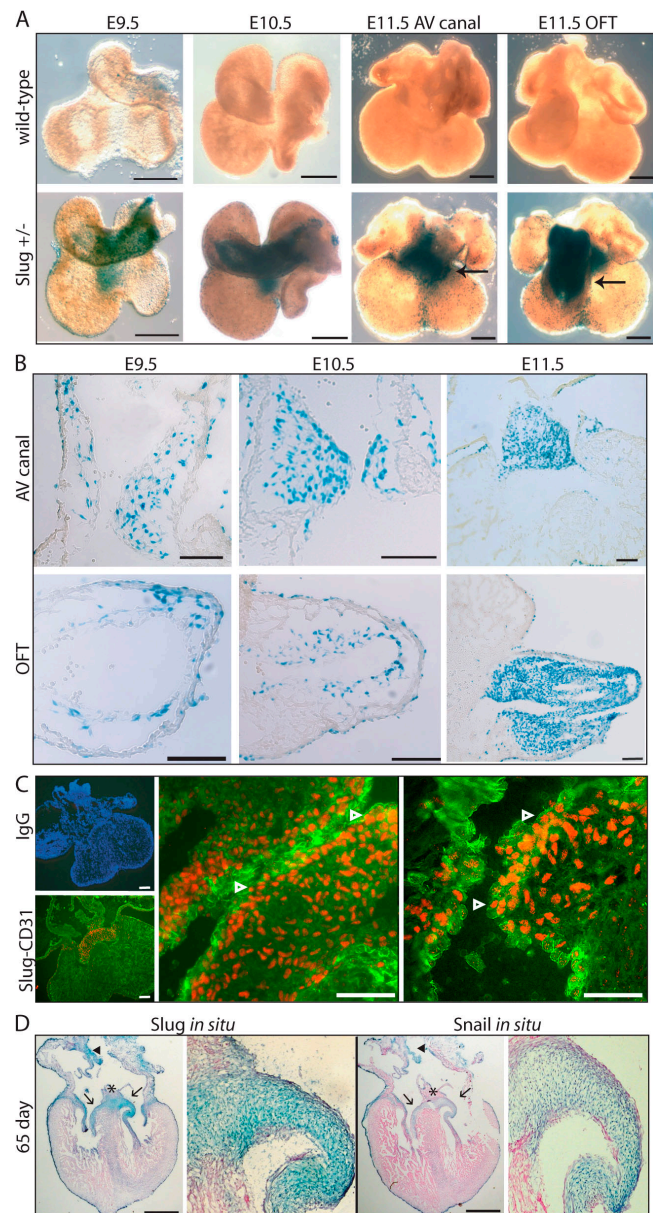 A
E9.5 E10.5 E11.5 AV canal E11.5 OFT
wild-type
Slug +/-
B
E9.5 E10.5 E11.5
AV canal
OFT
C
IgG
Slug-CD31
D
Slug in situ Snail in situ
65 day
* *